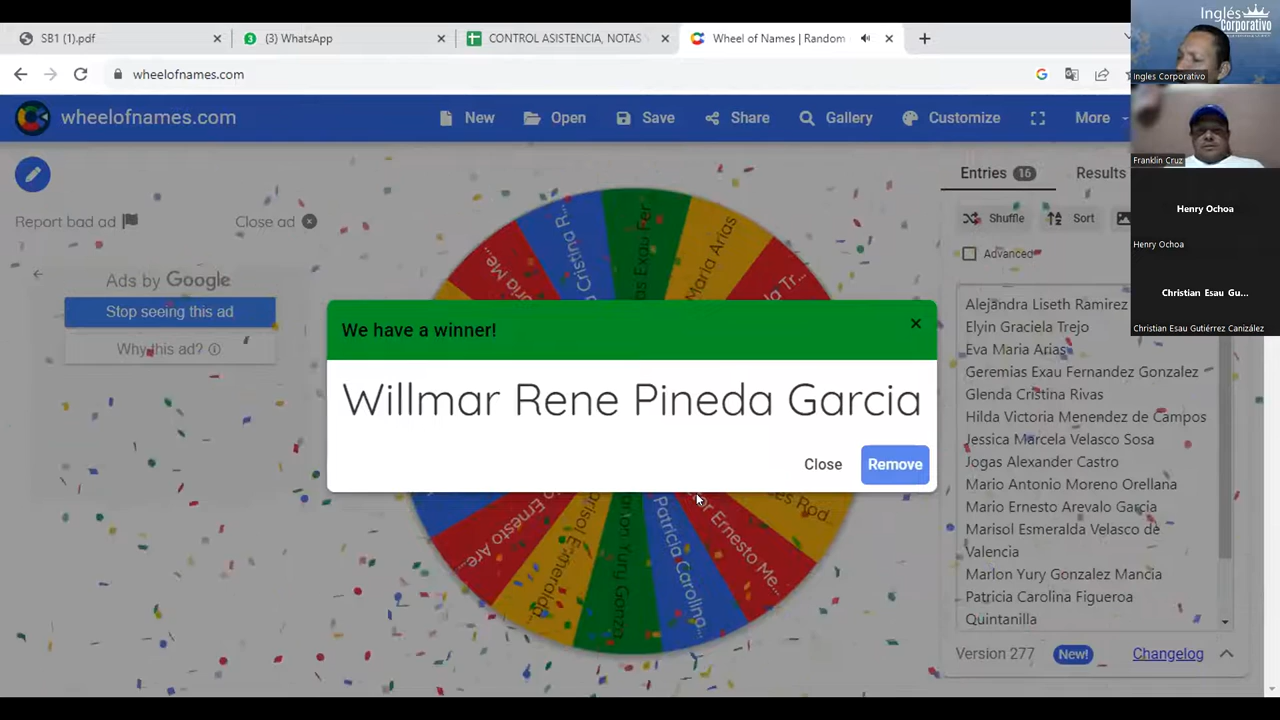 SB1 (1).pdf
(3) WhatsApp
CONTROL ASISTENCIA, NOTAS
Wheel of Names | Random
wheelofnames.com
wheelofnames.com
New
Open
Save
Share
Gallery
Customize
More
Report bad ad
Close ad
Ads by Google
Stop seeing this ad
Why this ad?
We have a winner!
Willmar Rene Pineda Garcia
Close
Remove
Maria Arias
Patricia Carolina...
Entries 16
Results
Shuffle
Sort
Advanced
Alejandra Liseth Ramirez
Elyin Graciela Trejo
Eva Maria Arias
Geremias Exau Fernandez Gonzalez
Glenda Cristina Rivas
Hilda Victoria Menendez de Campos
Jessica Marcela Velasco Sosa
Jogas Alexander Castro
Mario Antonio Moreno Orellana
Mario Ernesto Arevalo Garcia
Marisol Esmeralda Velasco de
Valencia
Marlon Yury Gonzalez Mancia
Patricia Carolina Figueroa
Quintanilla
Version 277
New!
Changelog
Inglés
Corporativo
Ingles Corporativo
Franklin Cruz
Henry Ochoa
Henry Ochoa
Christian Esau Gu...
Christian Esau Gutiérrez Canizález